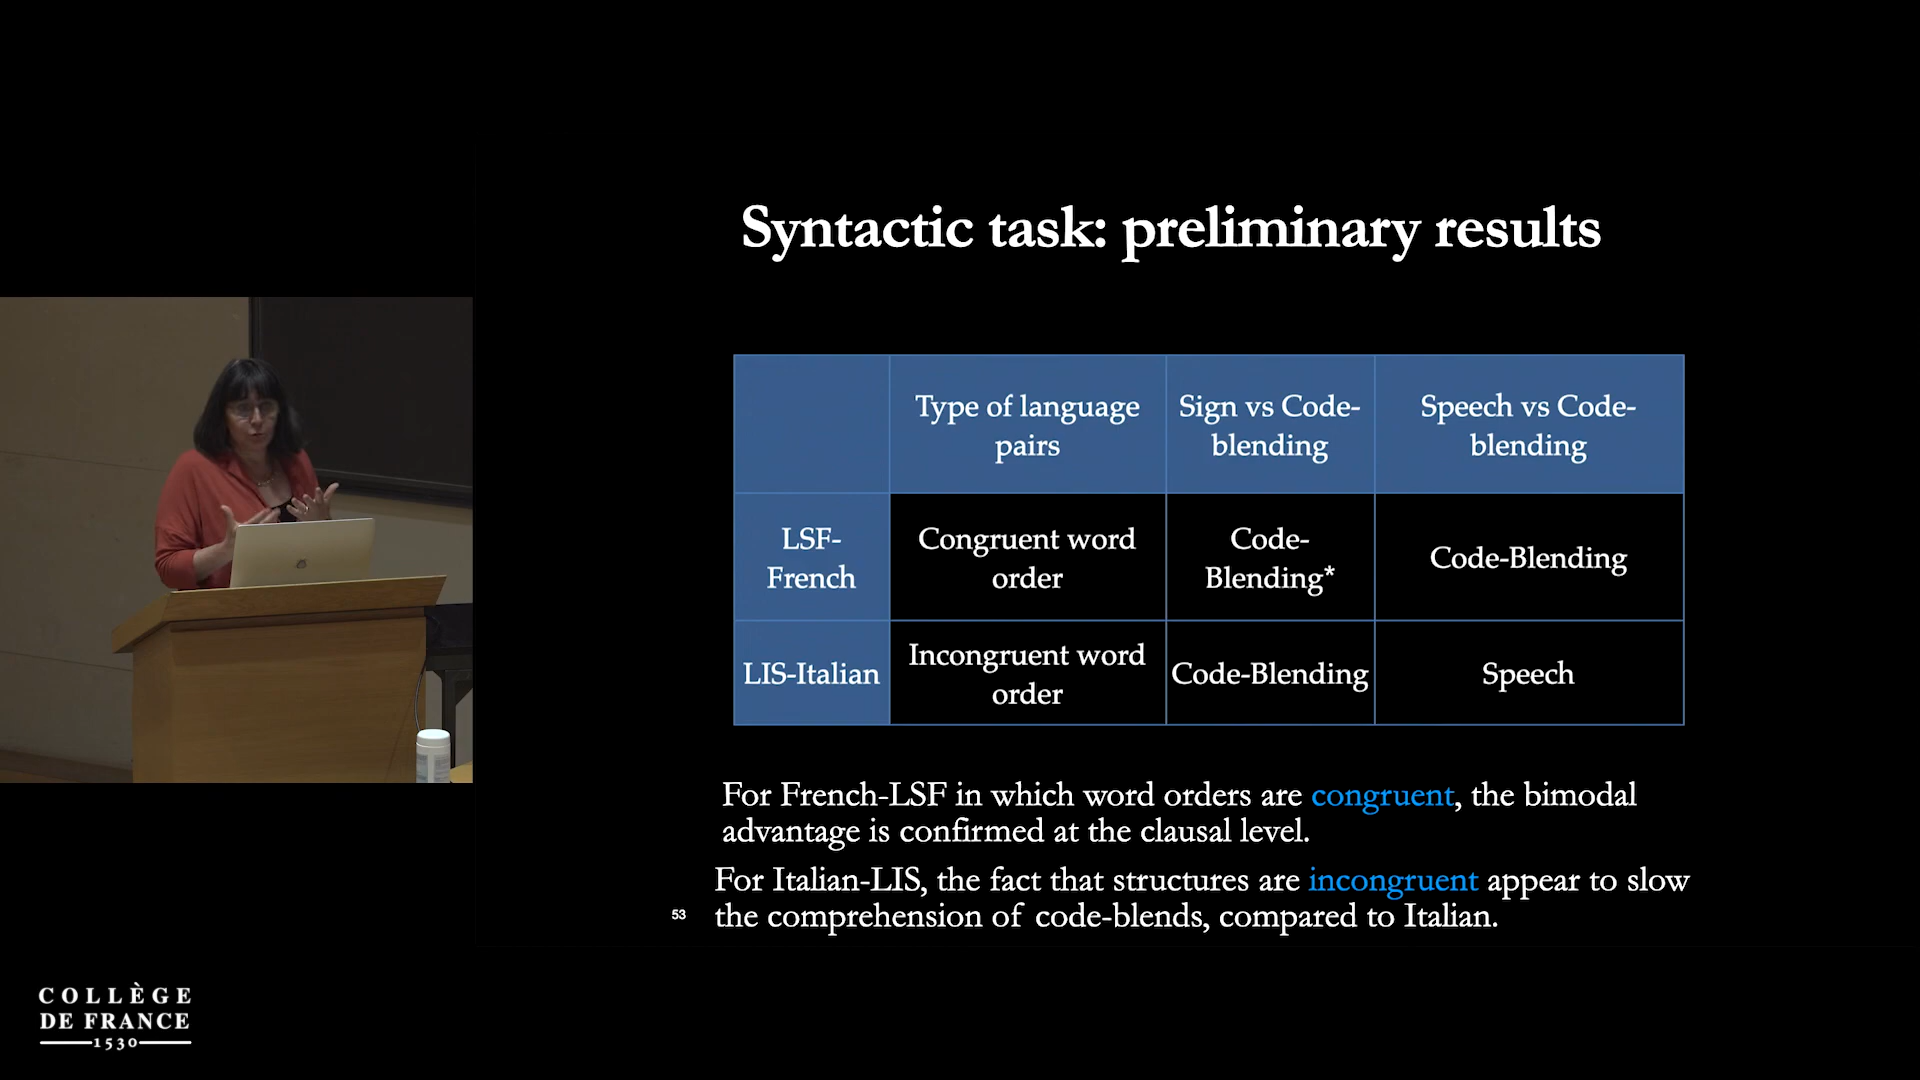 Syntactic task: preliminary results
Type of language
pairs
Sign vs Code-
blending
Speech vs Code-
blending
LSF-
French
Congruent word
order
Code-
Blending*
Code-Blending
LIS-Italian
Incongruent word
order
Code-Blending
Speech
For French-LSF in which word orders are congruent, the bimodal
advantage is confirmed at the clausal level.
For Italian-LIS, the fact that structures are incongruent appear to slow
the comprehension of code-blends, compared to Italian.
53
COLLÈGE
DE FRANCE
1530